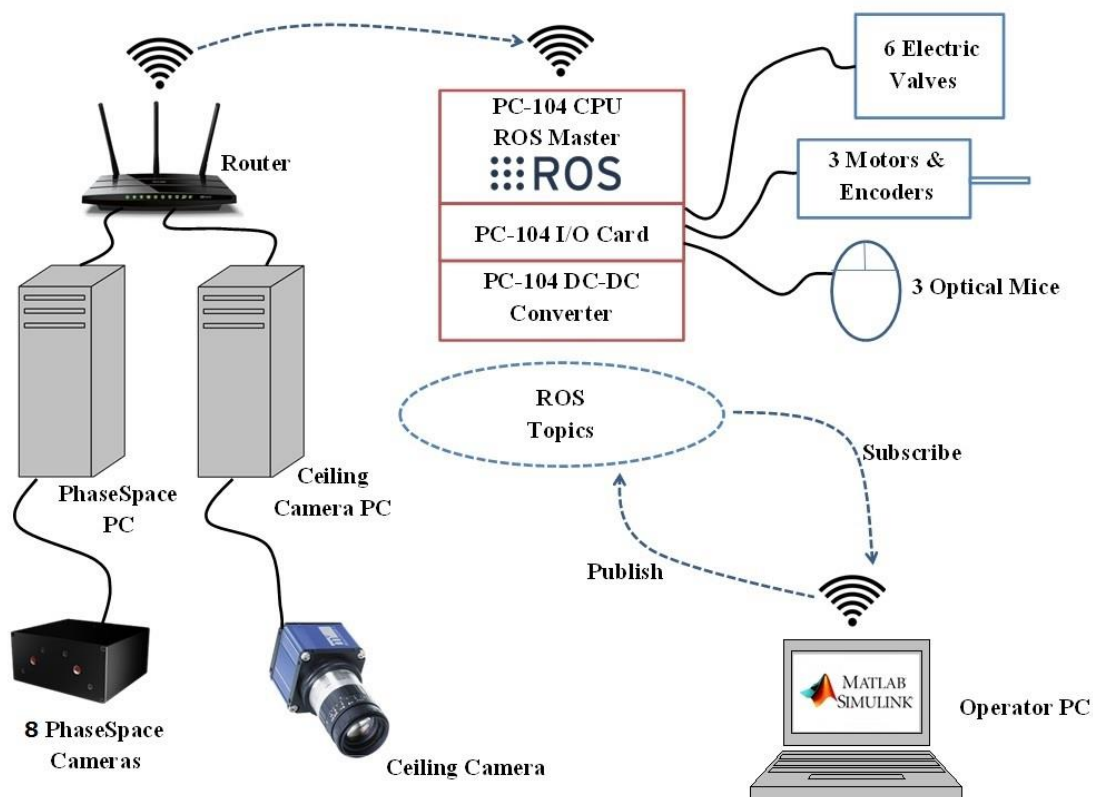 Router
PC-104 CPU
ROS Master
ROS
PC-104 I/O Card
PC-104 DC-DC
Converter
6 Electric
Valves
3 Motors &
Encoders
3 Optical Mice
PhaseSpace
PC
Ceiling
Camera PC
ROS
Topics
Subscribe
Publish
8 PhaseSpace
Cameras
Ceiling Camera
MATLAB
SIMULINK
Operator PC